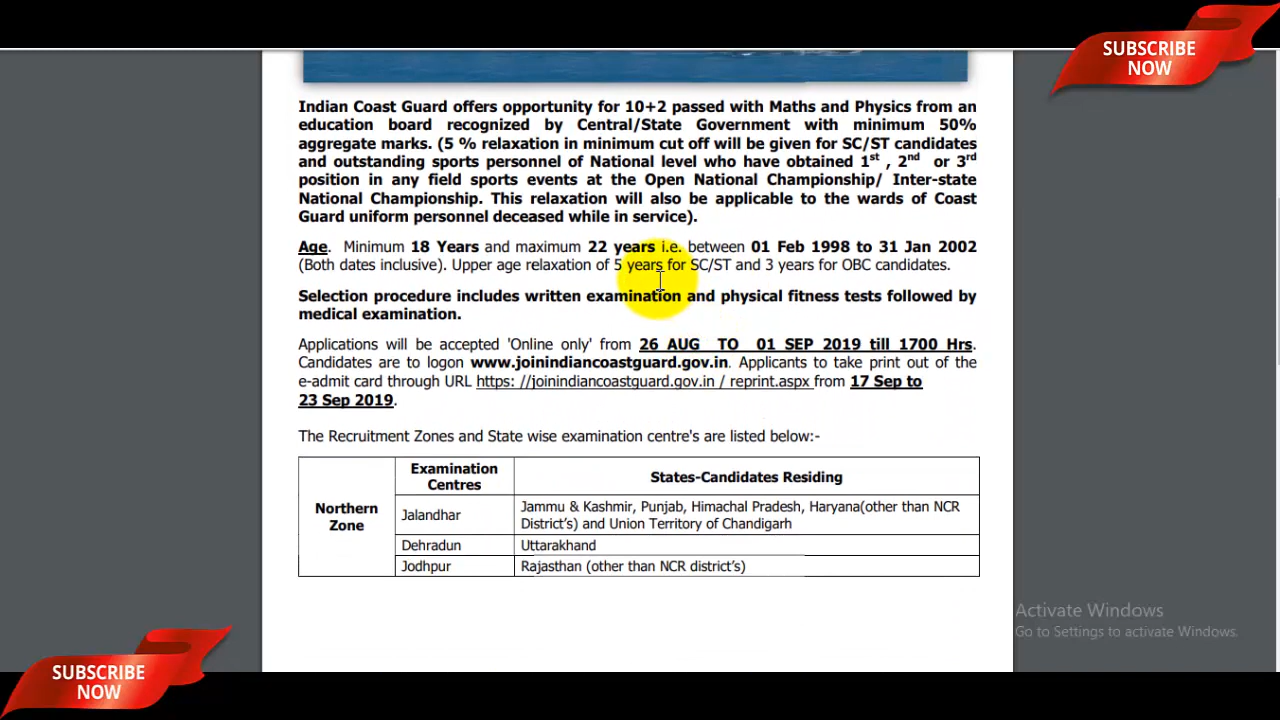 SUBSCRIBE
NOW
Indian Coast Guard offers opportunity for 10+2 passed with Maths and Physics from an
education board recognized by Central/State Government with minimum 50%
aggregate marks. (5 % relaxation in minimum cut off will be given for SC/ST candidates
and outstanding sports personnel of National level who have obtained 1st , 2nd or 3rd
position in any field sports events at the Open National Championship/ Inter-state
National Championship. This relaxation will also be applicable to the wards of Coast
Guard uniform personnel deceased while in service).
Age. Minimum 18 Years and maximum 22 years i.e. between 01 Feb 1998 to 31 Jan 2002
(Both dates inclusive). Upper age relaxation of 5 years for SC/ST and 3 years for OBC candidates.
Selection procedure includes written examination and physical fitness tests followed by
medical examination.
Applications will be accepted 'Online only' from 26 AUG TO 01 SEP 2019 till 1700 Hrs.
Candidates are to logon www.joinindiancoastguard.gov.in. Applicants to take print out of the
e-admit card through URL https: //joinindiancoastguard.gov.in / reprint.aspx from 17 Sep to
23 Sep 2019.
The Recruitment Zones and State wise examination centre's are listed below:-
Northern
Zone
Examination
Centres
States-Candidates Residing
Jalandhar
Jammu & Kashmir, Punjab, Himachal Pradesh, Haryana(other than NCR
District's) and Union Territory of Chandigarh
Dehradun
Uttarakhand
Jodhpur
Rajasthan (other than NCR district's)
Activate Windows
Go to Settings to activate Windows.
SUBSCRIBE
NOW